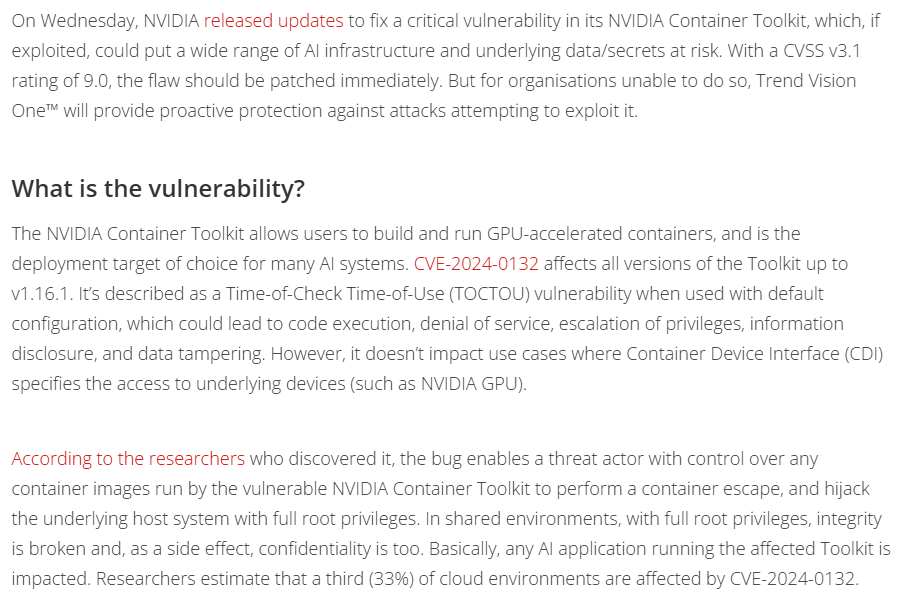 On Wednesday, NVIDIA released updates to fix a critical vulnerability in its NVIDIA Container Toolkit, which, if
exploited, could put a wide range of AI infrastructure and underlying data/secrets at risk. With a CVSS v3.1
rating of 9.0, the flaw should be patched immediately. But for organisations unable to do so, Trend Vision
One™ will provide proactive protection against attacks attempting to exploit it.
What is the vulnerability?
The NVIDIA Container Toolkit allows users to build and run GPU-accelerated containers, and is the
deployment target of choice for many AI systems. CVE-2024-0132 affects all versions of the Toolkit up to
v1.16.1. It’s described as a Time-of-Check Time-of-Use (TOCTOU) vulnerability when used with default
configuration, which could lead to code execution, denial of service, escalation of privileges, information
disclosure, and data tampering. However, it doesn’t impact use cases where Container Device Interface (CDI)
specifies the access to underlying devices (such as NVIDIA GPU).
According to the researchers who discovered it, the bug enables a threat actor with control over any
container images run by the vulnerable NVIDIA Container Toolkit to perform a container escape, and hijack
the underlying host system with full root privileges. In shared environments, with full root privileges, integrity
is broken and, as a side effect, confidentiality is too. Basically, any AI application running the affected Toolkit is
impacted. Researchers estimate that a third (33%) of cloud environments are affected by CVE-2024-0132.